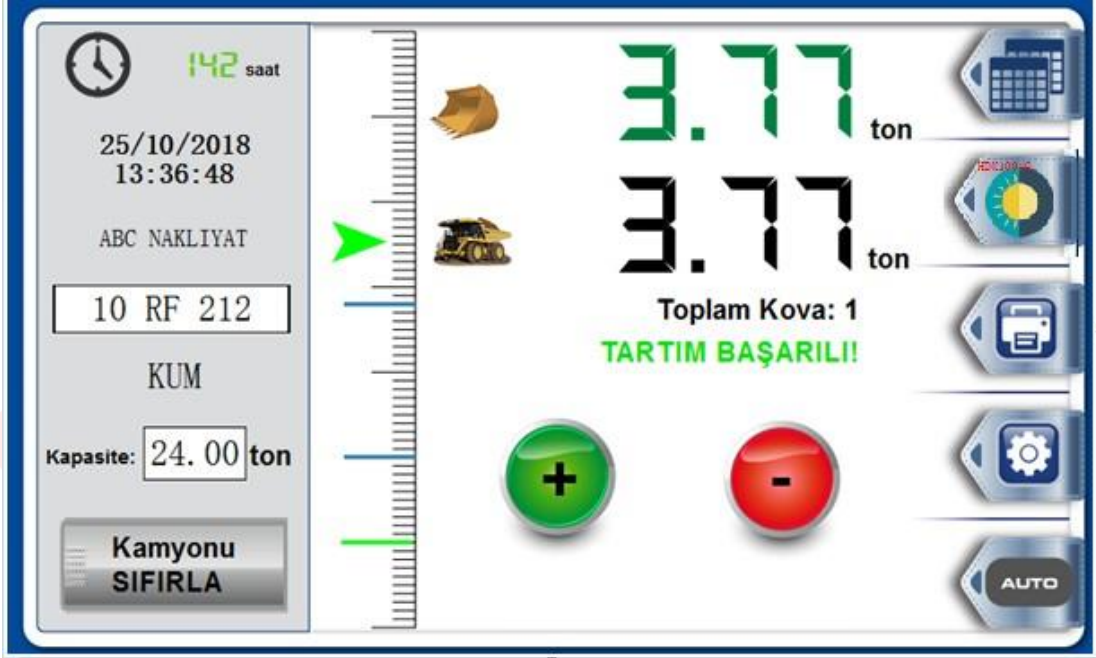 142 saat
25/10/2018
13:36:48
ABC NAKLIYAT
10 RF 212
KUM
Kapasite: 24.00 ton
Kamyonu
SIFIRLA
3.77 ton
3.77 ton
Toplam Kova: 1
TARTIM BAŞARILI!
+ -
AUTO